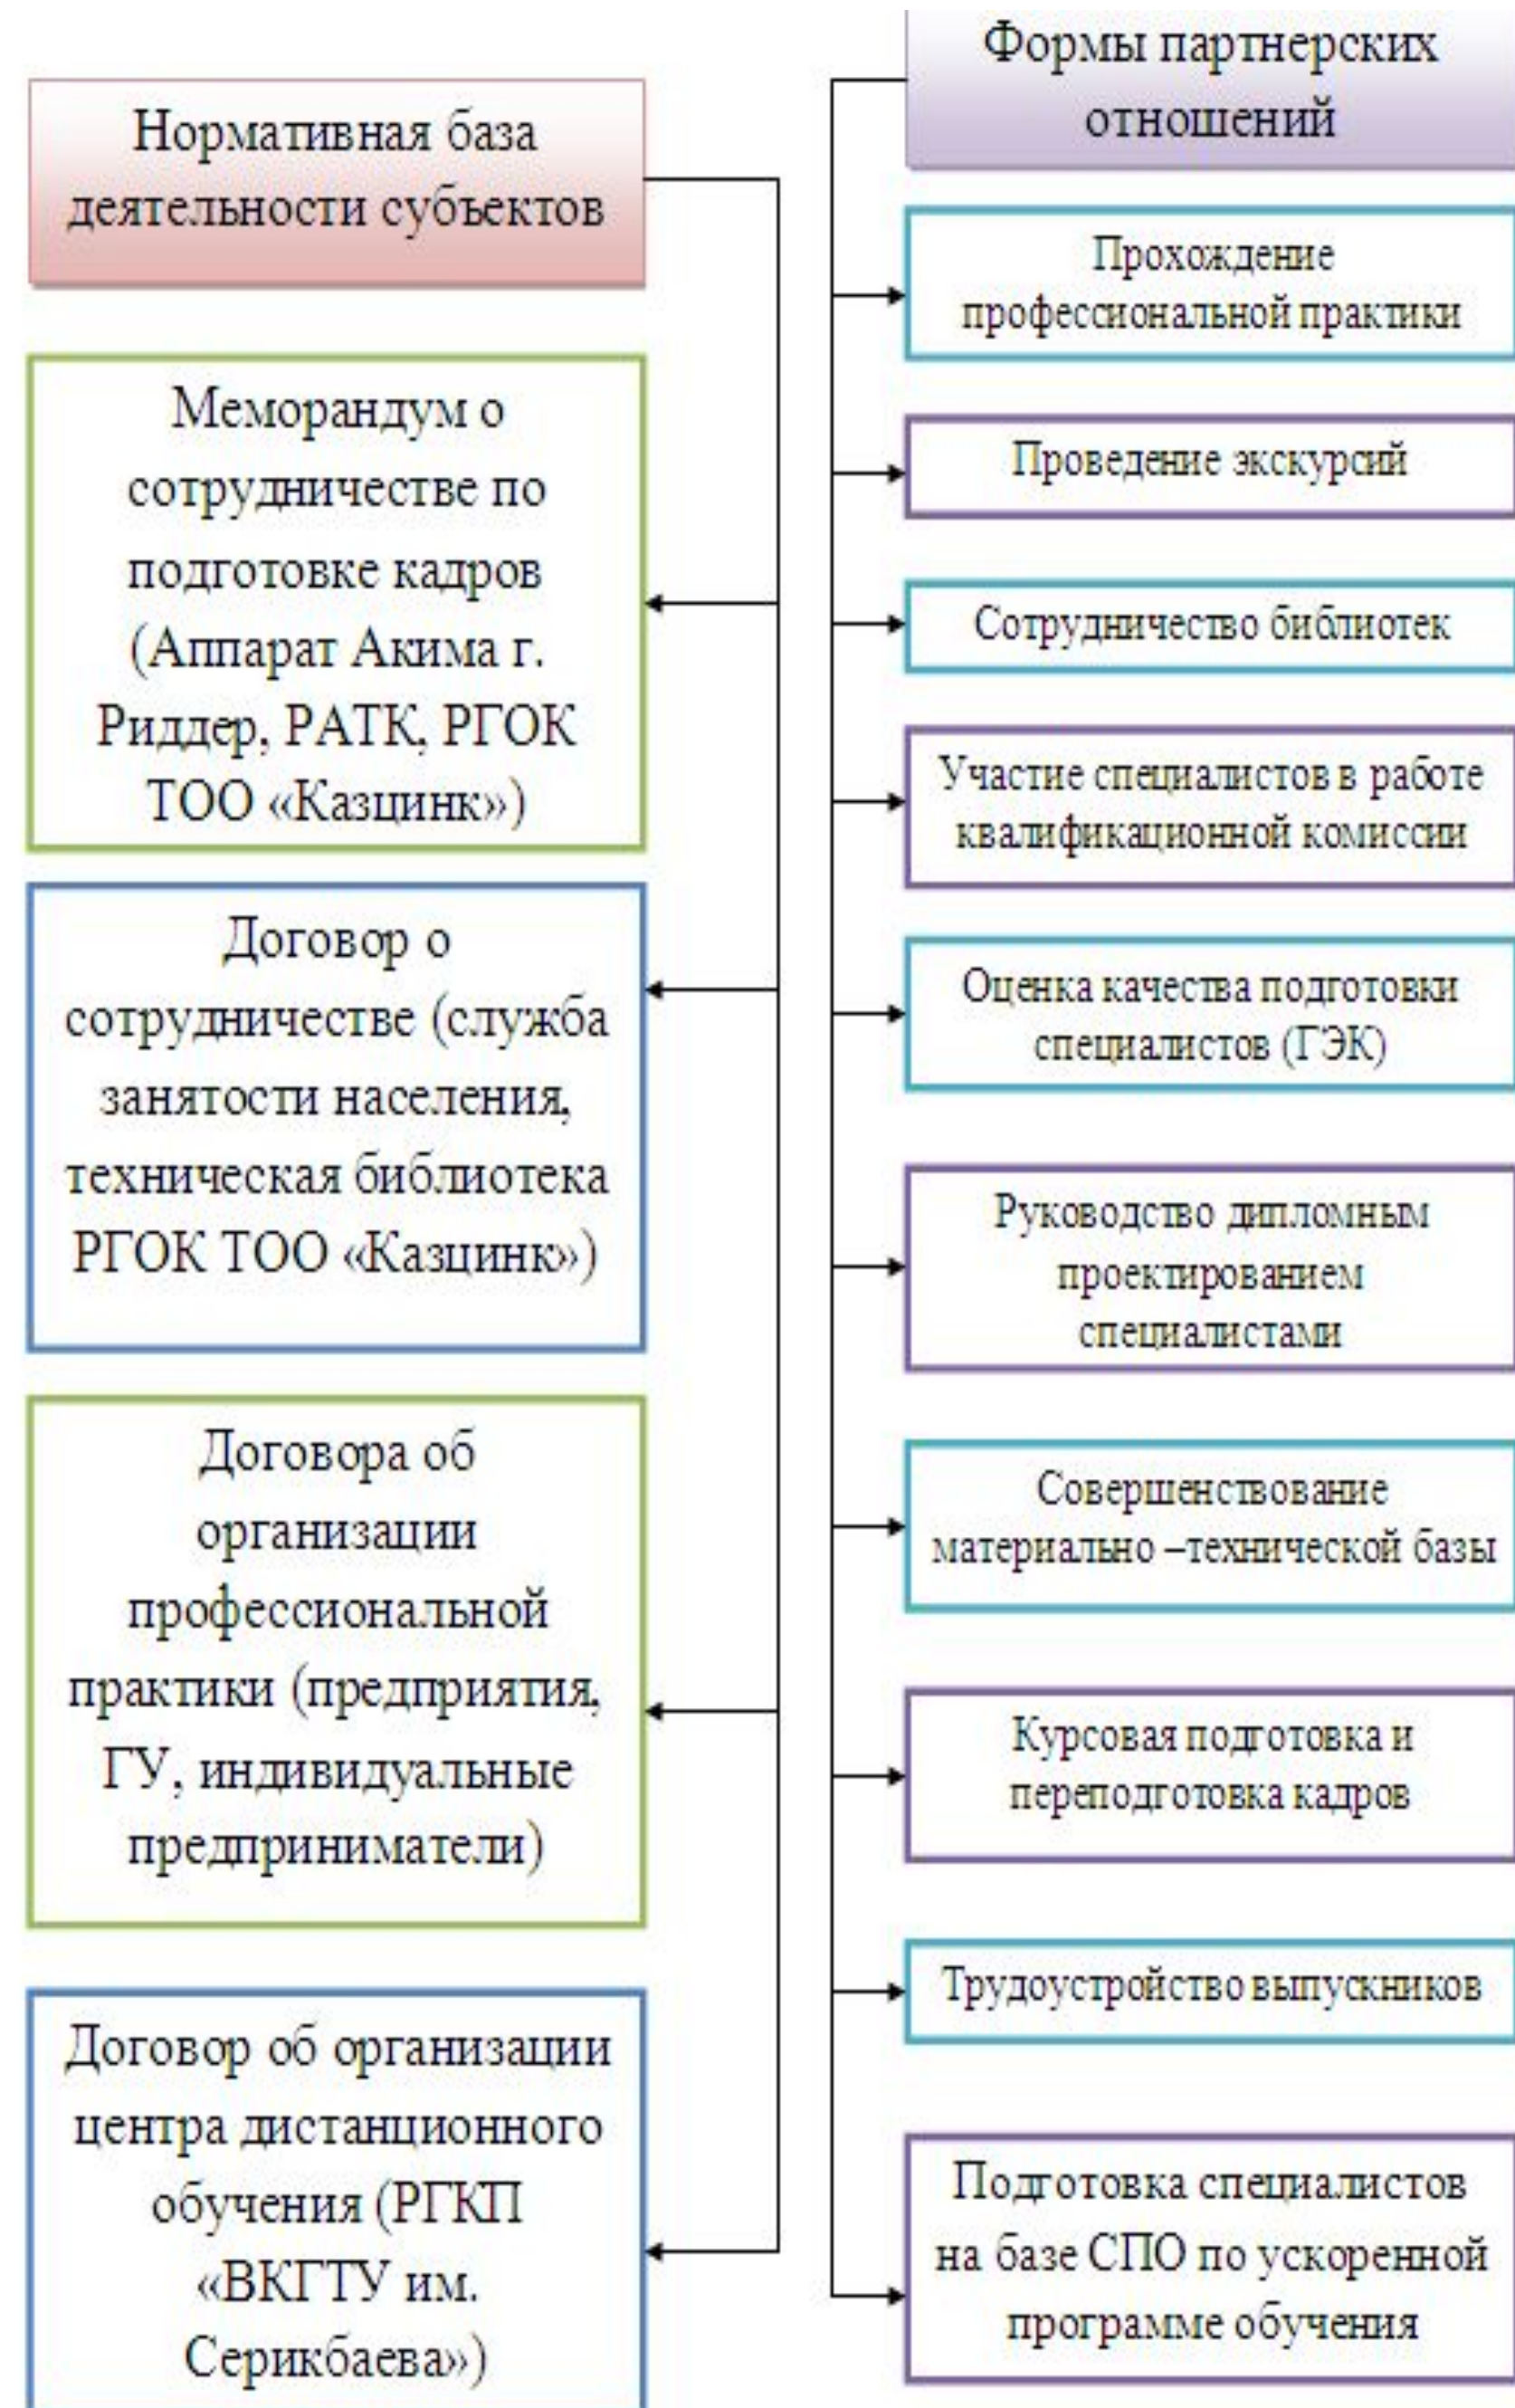 Нормативная база
деятельности субъектов
Меморандум о
сотрудничестве по
подготовке кадров
(Аппарат Акима г.
Риддер, РАТК, РГОК
ТОО «Казцинк»)
Договор о
сотрудничестве (служба
занятости населения,
техническая библиотека
РГОК ТОО «Казцинк»)
Договора об
организации
профессиональной
практики (предприятия,
ГУ, индивидуальные
предприниматели)
Договор об организации
центра дистанционного
обучения (РГКП
«ВКГТУ им.
Серикбаева»)
Формы партнерских
отношений
Прохождение
профессиональной практики
Проведение экскурсий
Сотрудничество библиотек
Участие специалистов в работе
квалификационной комиссии
Оценка качества подготовки
специалистов (ГЭК)
Руководство дипломным
проектированием
специалистами
Совершенствование
материально –технической базы
Курсовая подготовка и
переподготовка кадров
Трудоустройство выпускников
Подготовка специалистов
на базе СПО по ускоренной
программе обучения